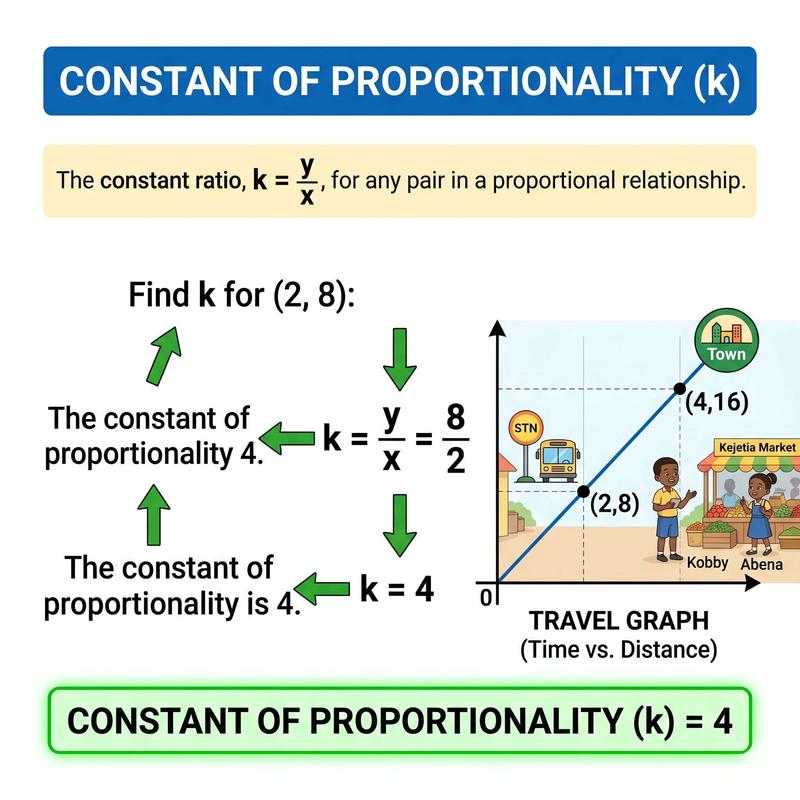 CONSTANT OF PROPORTIONALITY (k)
The constant ratio, k = y/x, for any pair in a proportional relationship.
Find k for (2, 8):
The constant of
proportionality 4.
k = y/x = 8/2
The constant of
proportionality is 4.
k = 4
Town
(4,16)
STN
Kejetia Market
(2,8)
Kobby
Abena
0
TRAVEL GRAPH
(Time vs. Distance)
CONSTANT OF PROPORTIONALITY (k) = 4